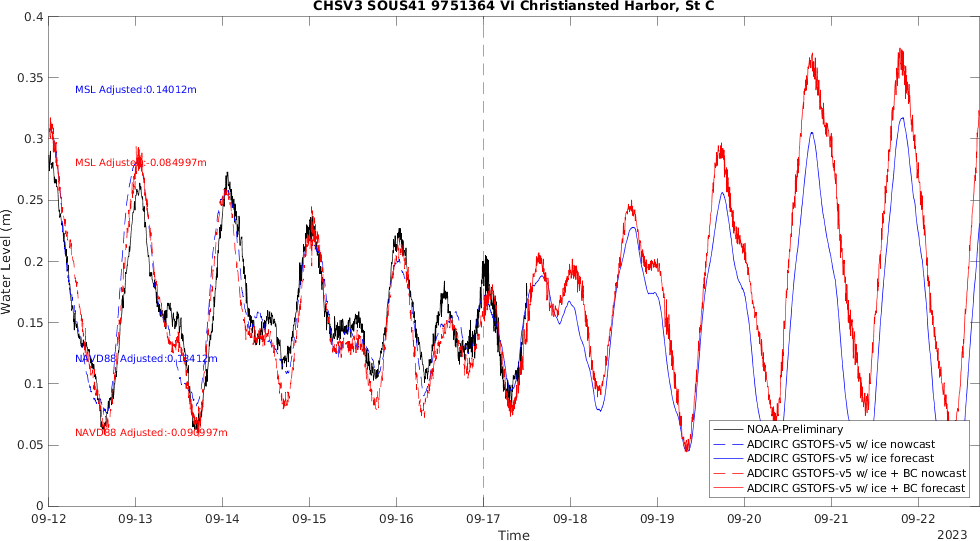 CHSV3 SOUS41 9751364 VI Christiansted Harbor, St C
0.4
0.35
0.3
0.25
0.2
0.15
0.1
0.05
0
Water Level (m)
MSL Adjusted:0.14012m
MSL Adjusted:-0.084997m
NAVD88 Adjusted:0.13412m
NAVD88 Adjusted:-0.090997m
NOAA-Preliminary
ADCIRC GSTOFS-v5 w/ ice nowcast
ADCIRC GSTOFS-v5 w/ ice forecast
ADCIRC GSTOFS-v5 w/ ice + BC nowcast
ADCIRC GSTOFS-v5 w/ ice + BC forecast
09-12 09-13 09-14 09-15 09-16 09-17 09-18 09-19 09-20 09-21 09-22
Time
2023